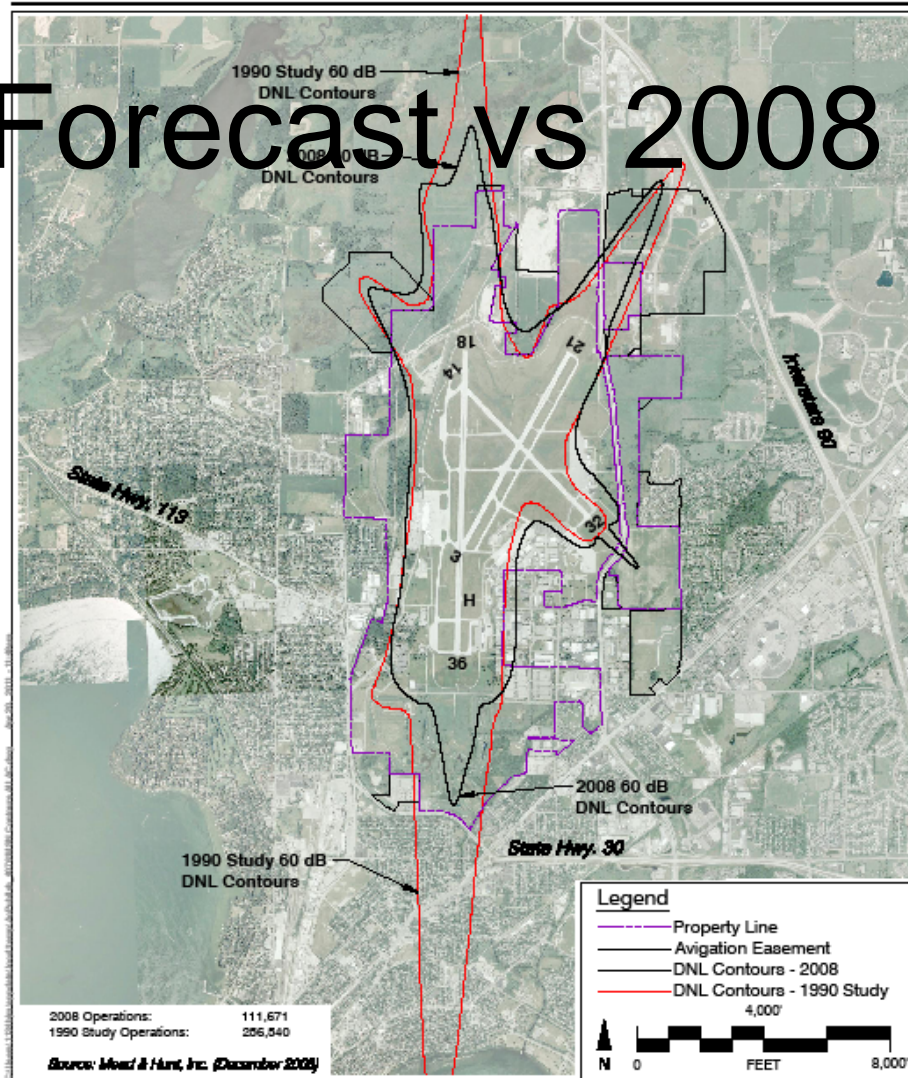 Forecast vs 2008
1990 Study 60 dB
DNL Contours
2008 60 dB
DNL Contours
18
14
21
Interstate 90
State Hwy. 113
32
3
H
36
2008 60 dB
DNL Contours
State Hwy. 30
1990 Study 60 dB
DNL Contours
Legend
Property Line
Avigation Easement
DNL Contours - 2008
DNL Contours - 1990 Study
4,000'
N
0
FEET
8,000'
2008 Operations: 111,671
1990 Study Operations: 256,540
Source: Mead & Hunt, Inc. (December 2008)